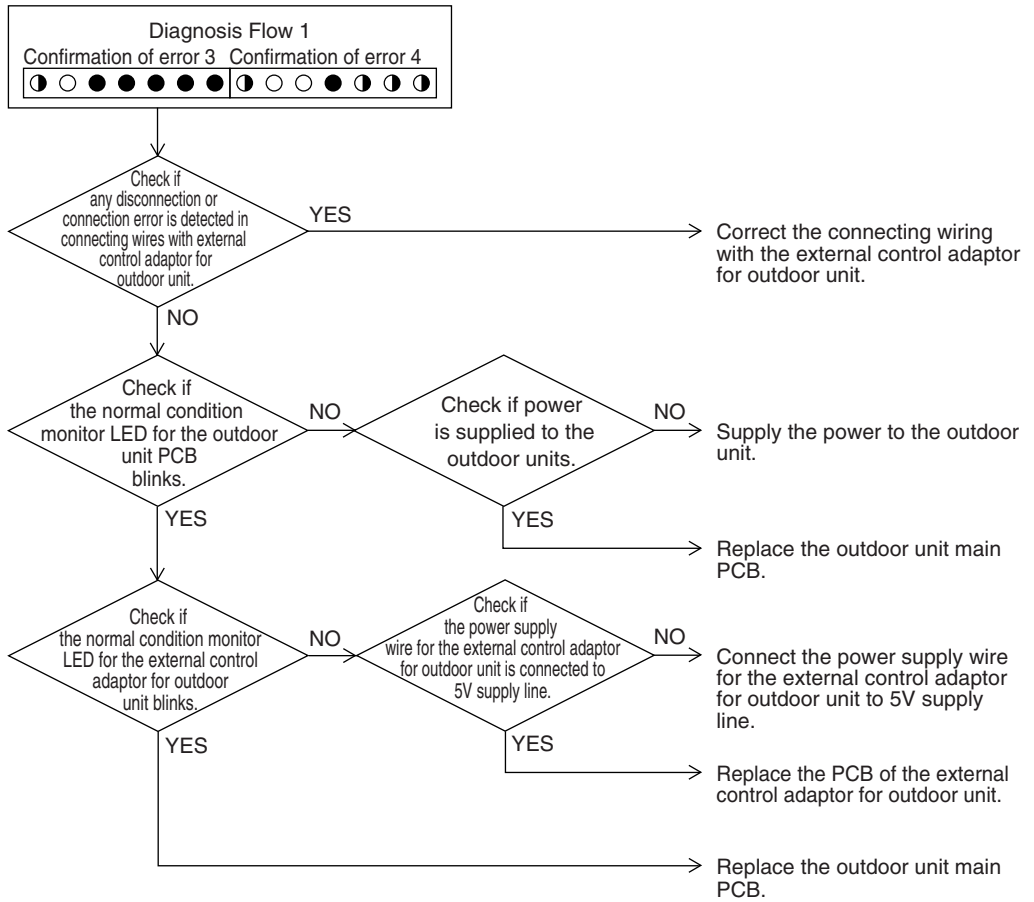 Diagnosis Flow 1
Confirmation of error 3 Confirmation of error 4
Check if
any disconnection or
connection error is detected in
connecting wires with external
control adaptor for
outdoor unit.
YES
Correct the connecting wiring
with the external control adaptor
for outdoor unit.
NO
Check if
the normal condition
monitor LED for the outdoor
unit PCB
blinks.
NO
Check if power
is supplied to the
outdoor units.
NO
Supply the power to the outdoor
unit.
YES
YES
Replace the outdoor unit main
PCB.
Check if
the normal condition monitor
LED for the external control
adaptor for outdoor
unit blinks.
NO
Check if
the power supply
wire for the external control adaptor
for outdoor unit is connected to
5V supply line.
NO
Connect the power supply wire
for the external control adaptor
for outdoor unit to 5V supply
line.
YES
YES
Replace the PCB of the external
control adaptor for outdoor unit.
Replace the outdoor unit main
PCB.